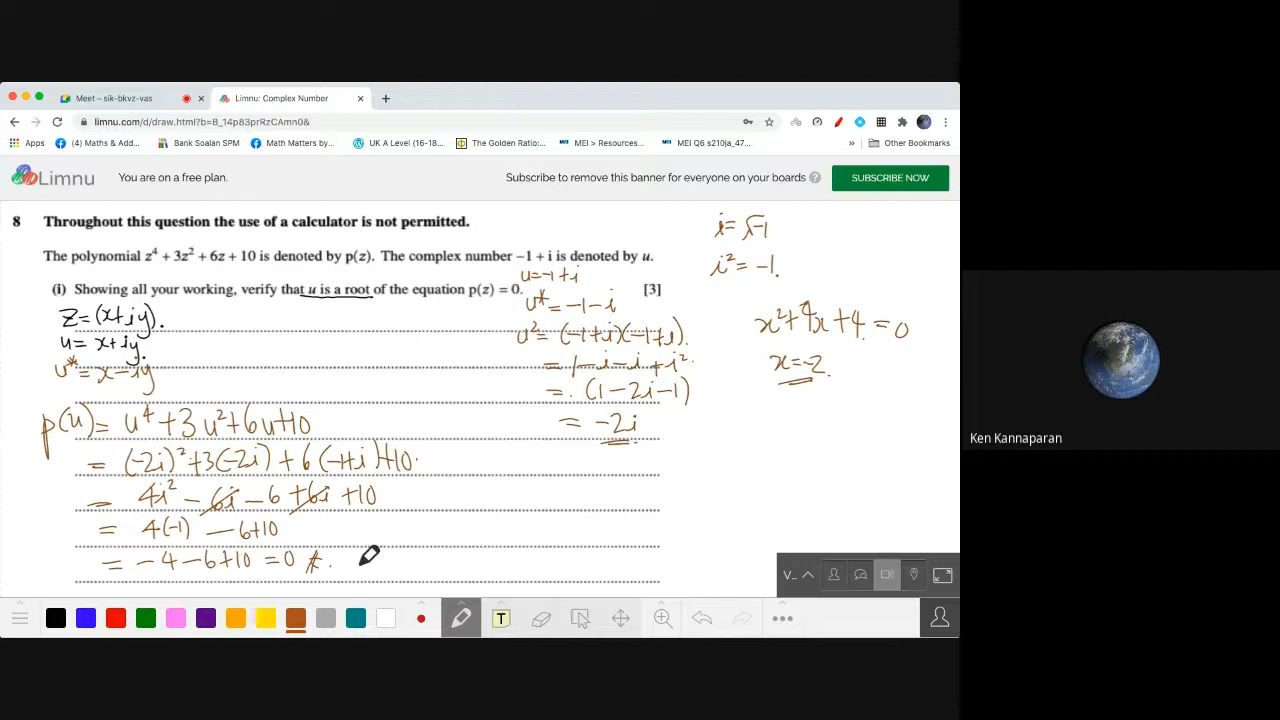 Meet – sik-bkvz-vas
Limnu: Complex Number
limnu.com/d/draw.html?b=B_14p83prRzCAmn0&
Apps
(4) Maths & Add...
Bank Soalan SPM
Math Matters by...
UK A Level (16-18...
The Golden Ratio:...
MEI > Resources...
MEI Q6 s210ja_47...
»
Other Bookmarks
Limnu
You are on a free plan.
Subscribe to remove this banner for everyone on your boards
SUBSCRIBE NOW
8 Throughout this question the use of a calculator is not permitted.
The polynomial z⁴ + 3z² + 6z + 10 is denoted by p(z). The complex number −1 + i is denoted by u.
(i) Showing all your working, verify that u is a root of the equation p(z) = 0. [3]
z = (x+iy).
u = x+iy.
u* = x−iy
p(u) = u⁴ + 3u² + 6u + 10
= (−2i)² + 3(−2i) + 6(−1+i) + 10.
= 4i² − 6i − 6 + 6i + 10
= 4(−1) − 6+10
= −4 − 6+10 = 0
u = −1+i
u* = −1−i
u² = (−1+i)(−1+i).
= 1−i−i+i²
= (1−2i−1)
= −2i
i = √−1
i² = −1.
x² + 4x + 4 = 0
x = −2.
Ken Kannaparan
V...
T